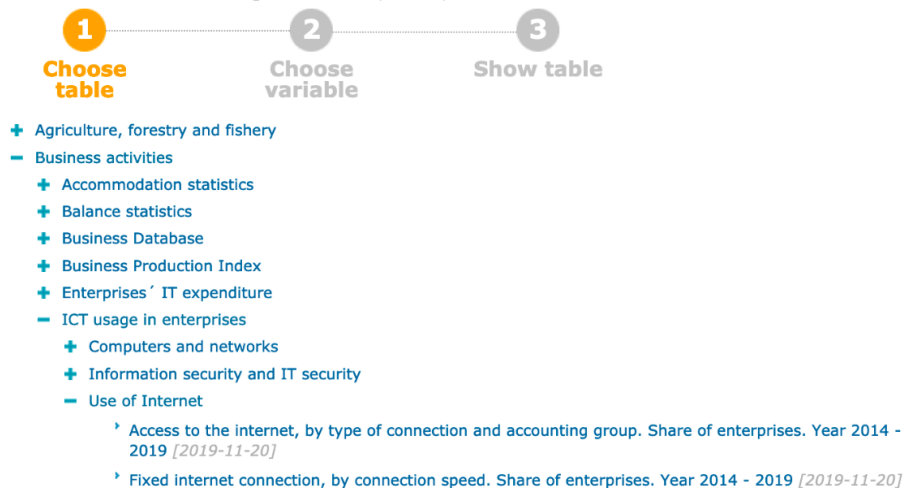 1
2
3
Choose
table
Choose
variable
Show table
Agriculture, forestry and fishery
Business activities
Accommodation statistics
Balance statistics
Business Database
Business Production Index
Enterprises´ IT expenditure
ICT usage in enterprises
Computers and networks
Information security and IT security
Use of Internet
Access to the internet, by type of connection and accounting group. Share of enterprises. Year 2014 -
2019 [2019-11-20]
Fixed internet connection, by connection speed. Share of enterprises. Year 2014 - 2019 [2019-11-20]